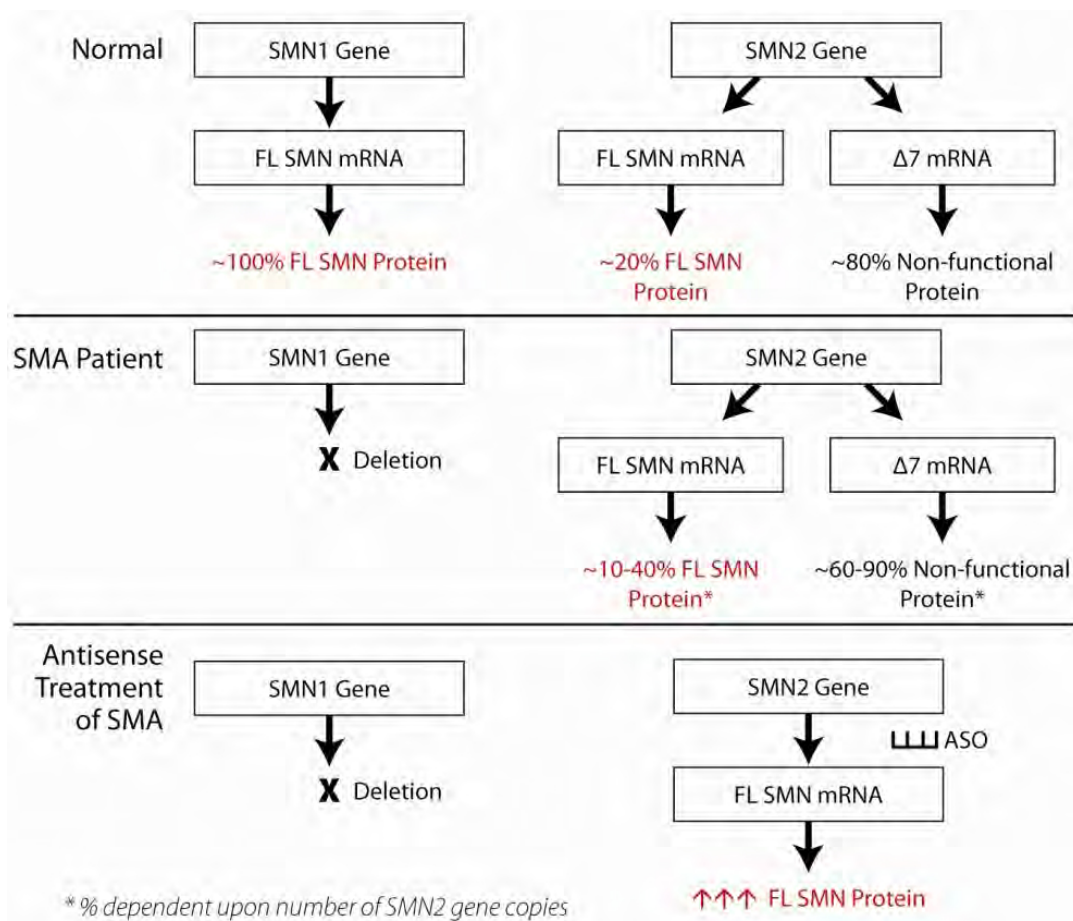 Normal
SMN1 Gene
SMN2 Gene
FL SMN mRNA
FL SMN mRNA
Δ7 mRNA
~100% FL SMN Protein
~20% FL SMN
Protein
~80% Non-functional
Protein
SMA Patient
SMN1 Gene
SMN2 Gene
X Deletion
FL SMN mRNA
Δ7 mRNA
~10-40% FL SMN
Protein*
~60-90% Non-functional
Protein*
Antisense
Treatment
of SMA
SMN1 Gene
SMN2 Gene
ASO
X Deletion
FL SMN mRNA
↑↑↑ FL SMN Protein
* % dependent upon number of SMN2 gene copies